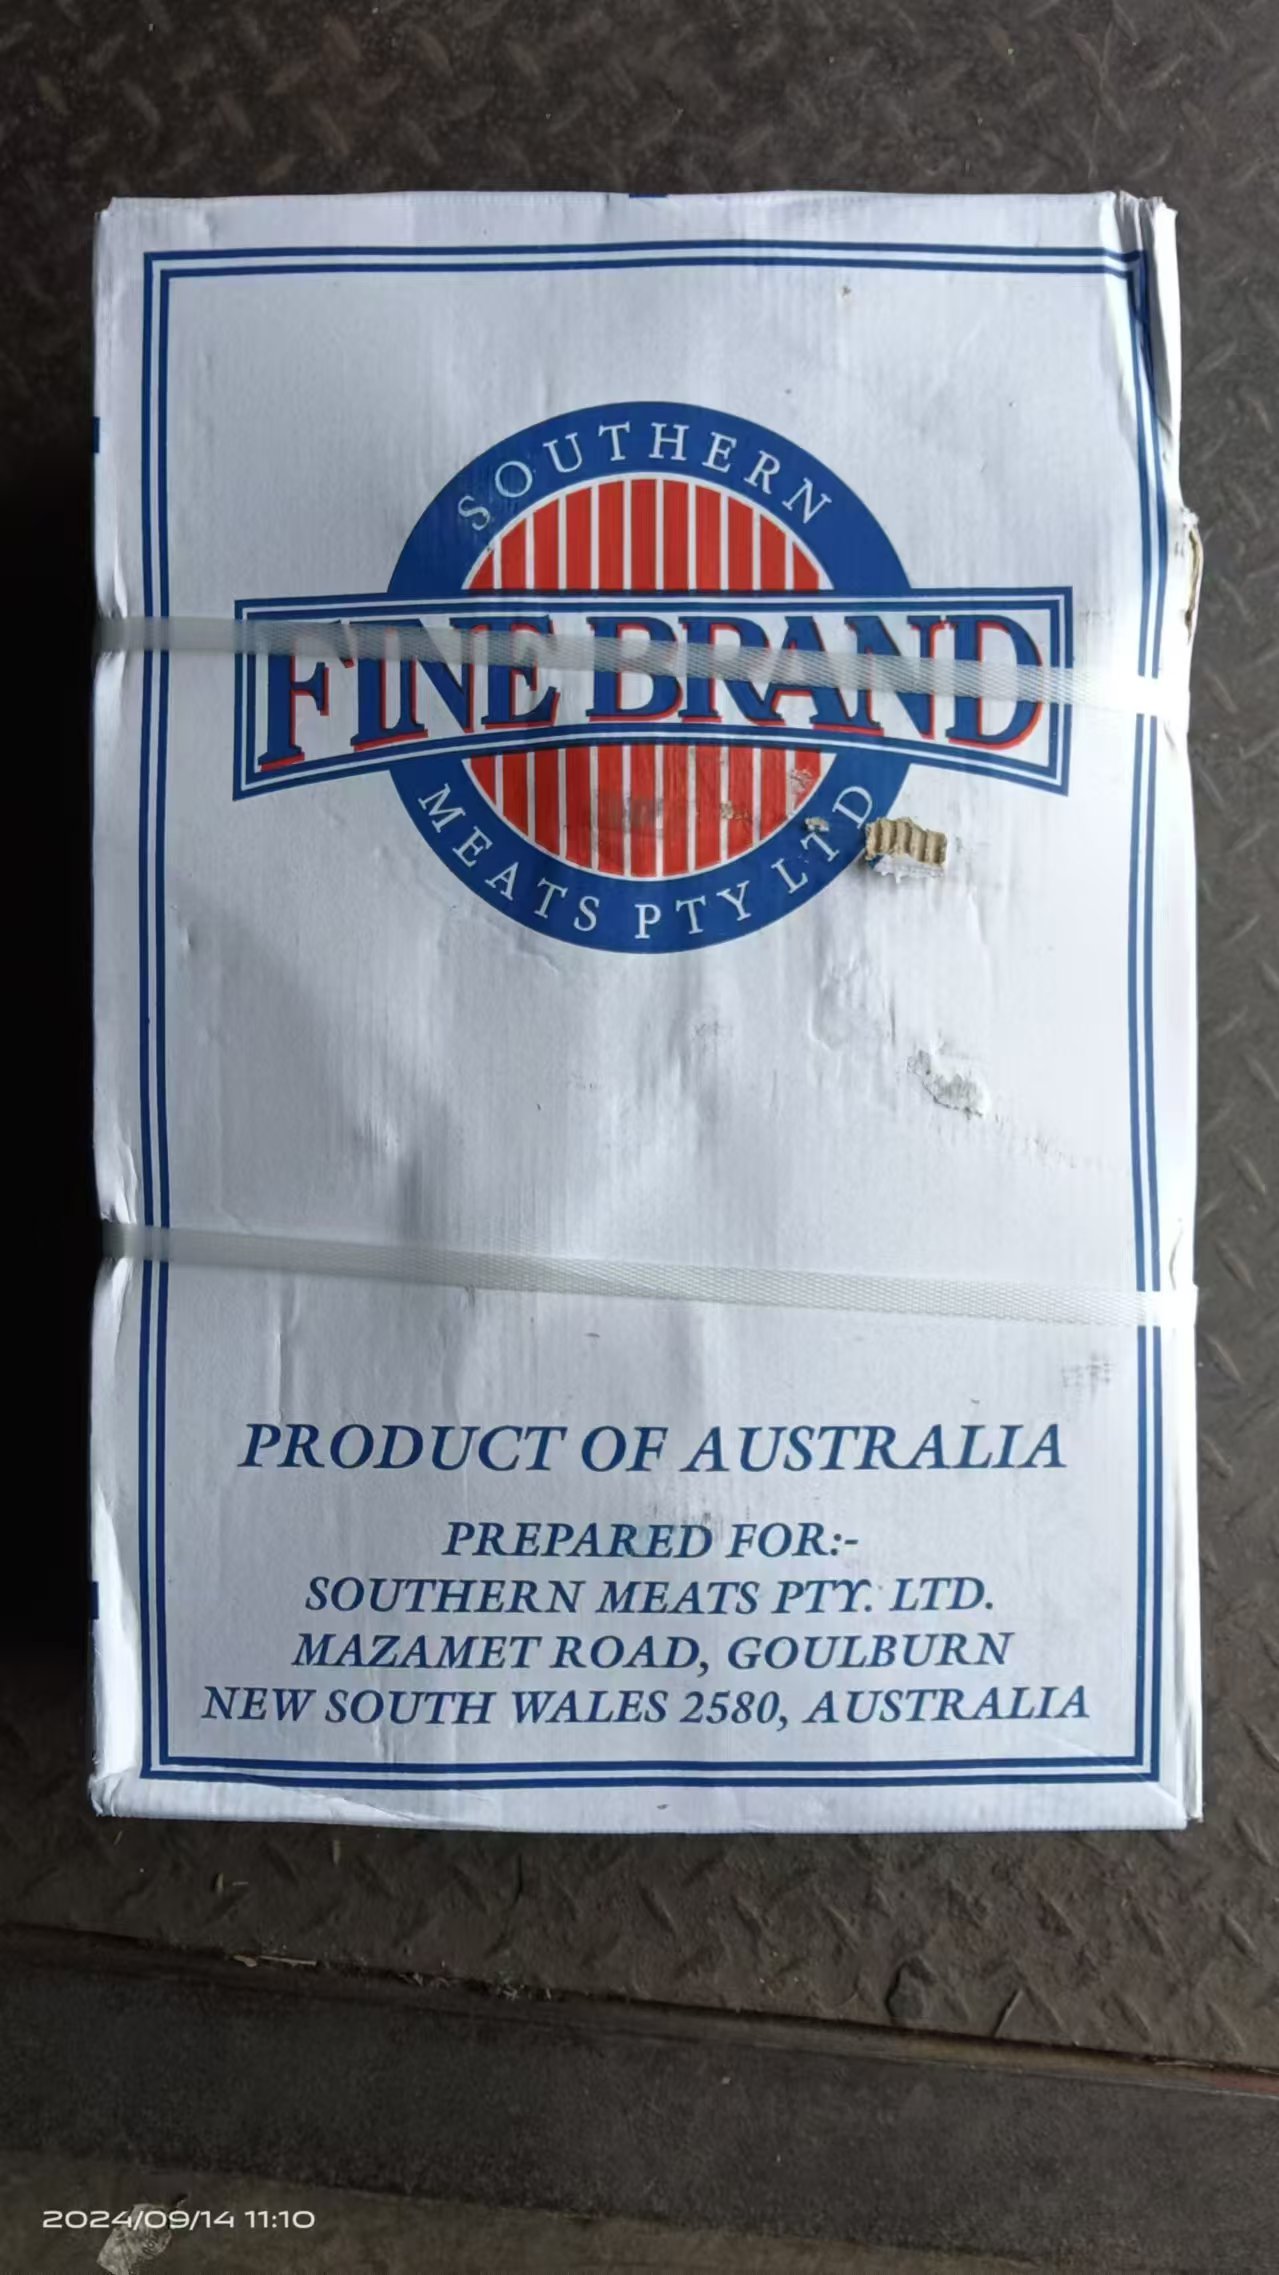 SOUTHERN
FINE BRAND
MEATS PTY LTD
PRODUCT OF AUSTRALIA
PREPARED FOR:-
SOUTHERN MEATS PTY. LTD.
MAZAMET ROAD, GOULBURN
NEW SOUTH WALES 2580, AUSTRALIA
2024/09/14 11:10